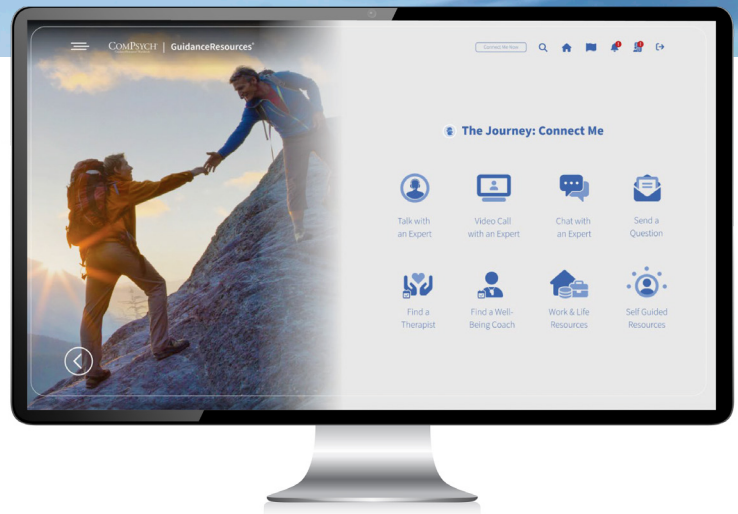 COMPSYCH | GuidanceResources®
Connect Me Now
The Journey: Connect Me
Talk with
an Expert
Video Call
with an Expert
Chat with
an Expert
Send a
Question
Find a
Therapist
Find a Well-
Being Coach
Work & Life
Resources
Self Guided
Resources